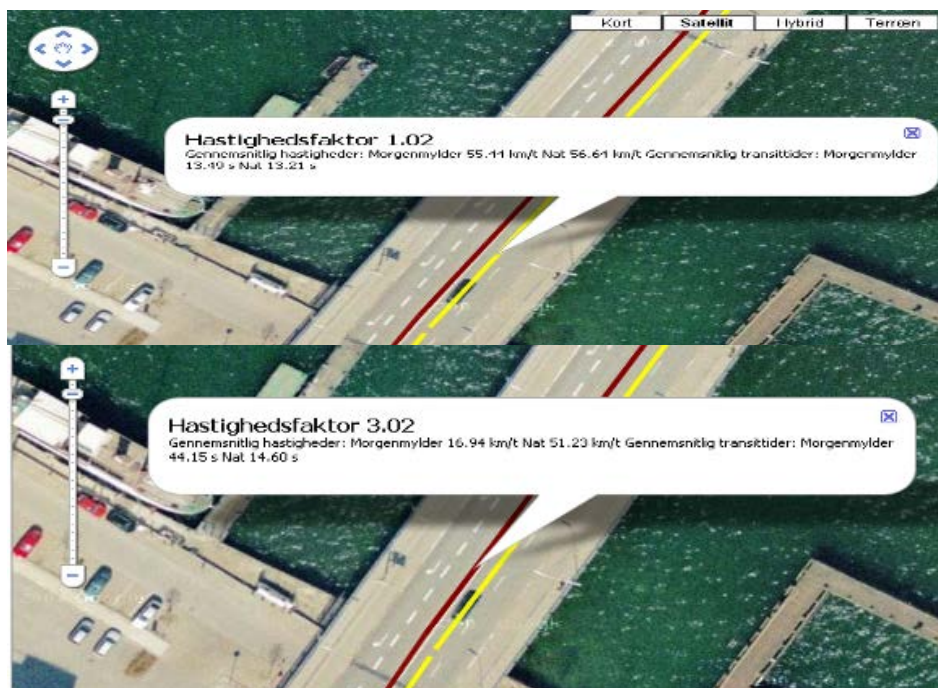 Kort Satellit Hybrid Terræn
Hastighedsfaktor 1.02
Gennemsnitlig hastigheder: Morgenmylder 55.44 km/t Nat 56.64 km/t Gennemsnitlig transittider: Morgenmylder
13.49 s Nat 13.21 s
Hastighedsfaktor 3.02
Gennemsnitlig hastigheder: Morgenmylder 16.94 km/t Nat 51.23 km/t Gennemsnitlig transittider: Morgenmylder
44.15 s Nat 14.60 s